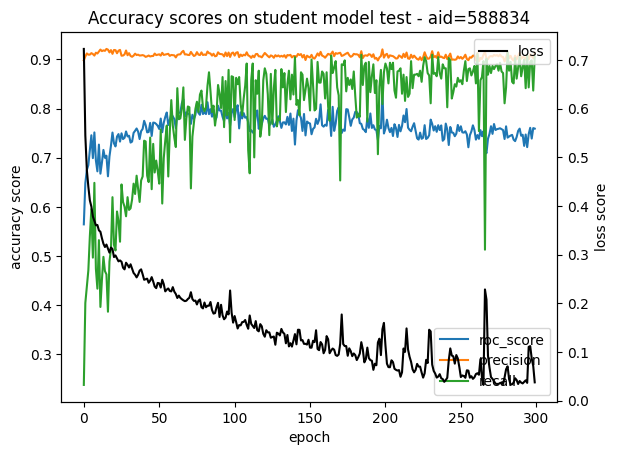 Accuracy scores on student model test - aid=588834
accuracy score
0.9
0.8
0.7
0.6
0.5
0.4
0.3
0.7
0.6
0.5
0.4
0.3
0.2
0.1
0.0
loss score
loss
roc_score
precision
recall
0
50
100
150
200
250
300
epoch